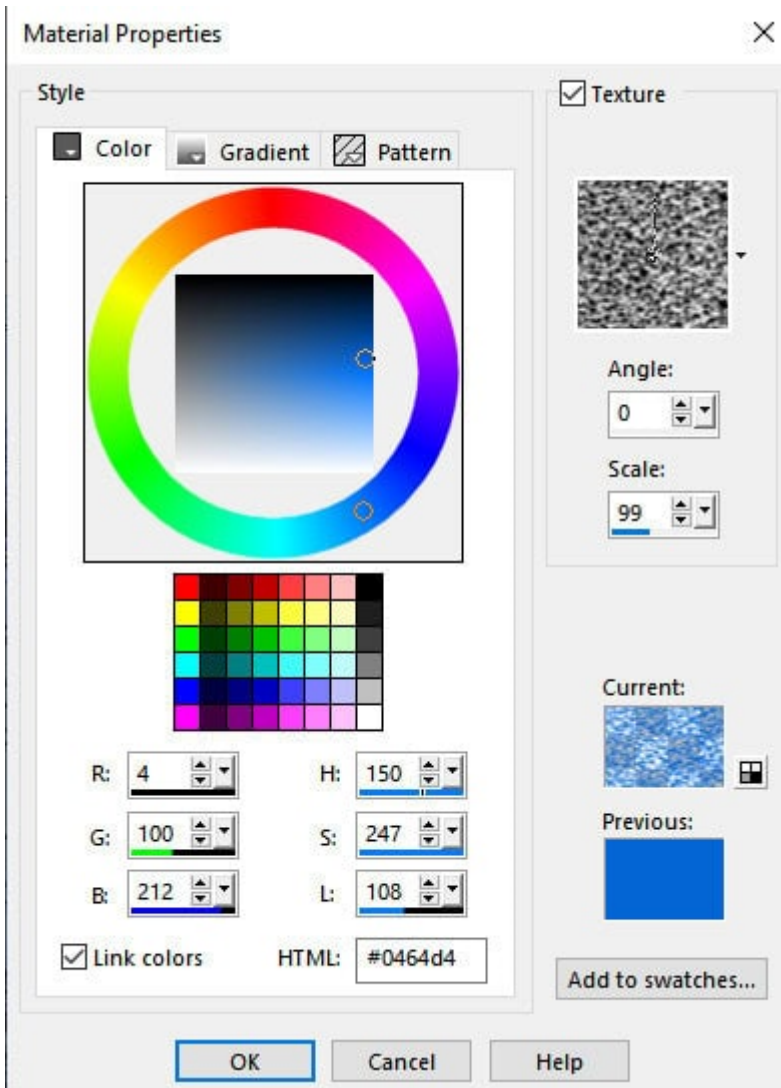 Material Properties
Style
Texture
Color Gradient Pattern
Angle:
0
Scale:
99
Current:
R: 4 H: 150
Previous:
G: 100 S: 247
B: 212 L: 108
Link colors HTML: #0464d4
Add to swatches...
OK Cancel Help